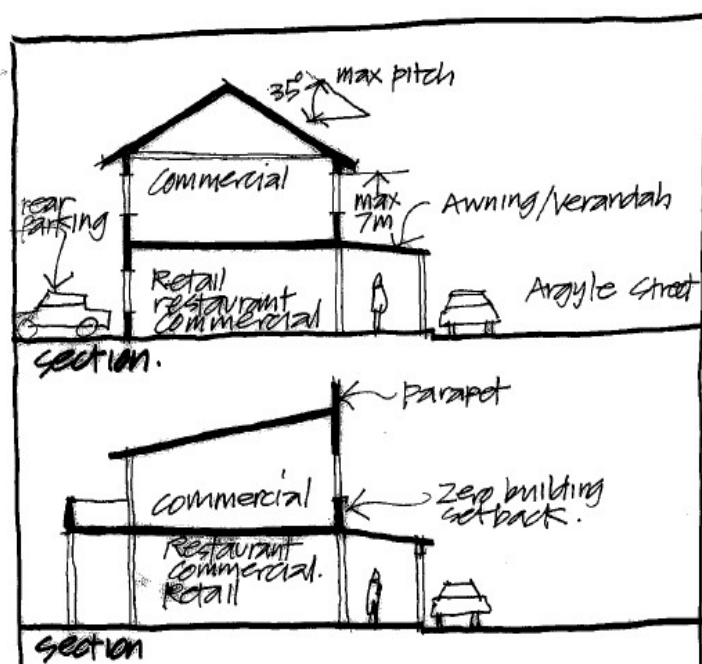 35° max pitch
commercial
rear
parking
max
7m
Awning/verandah
Retail
restaurant
commercial
Argyle Street
section.
parapet
commercial
Zero building
setback.
Restaurant
commercial.
Retail
section